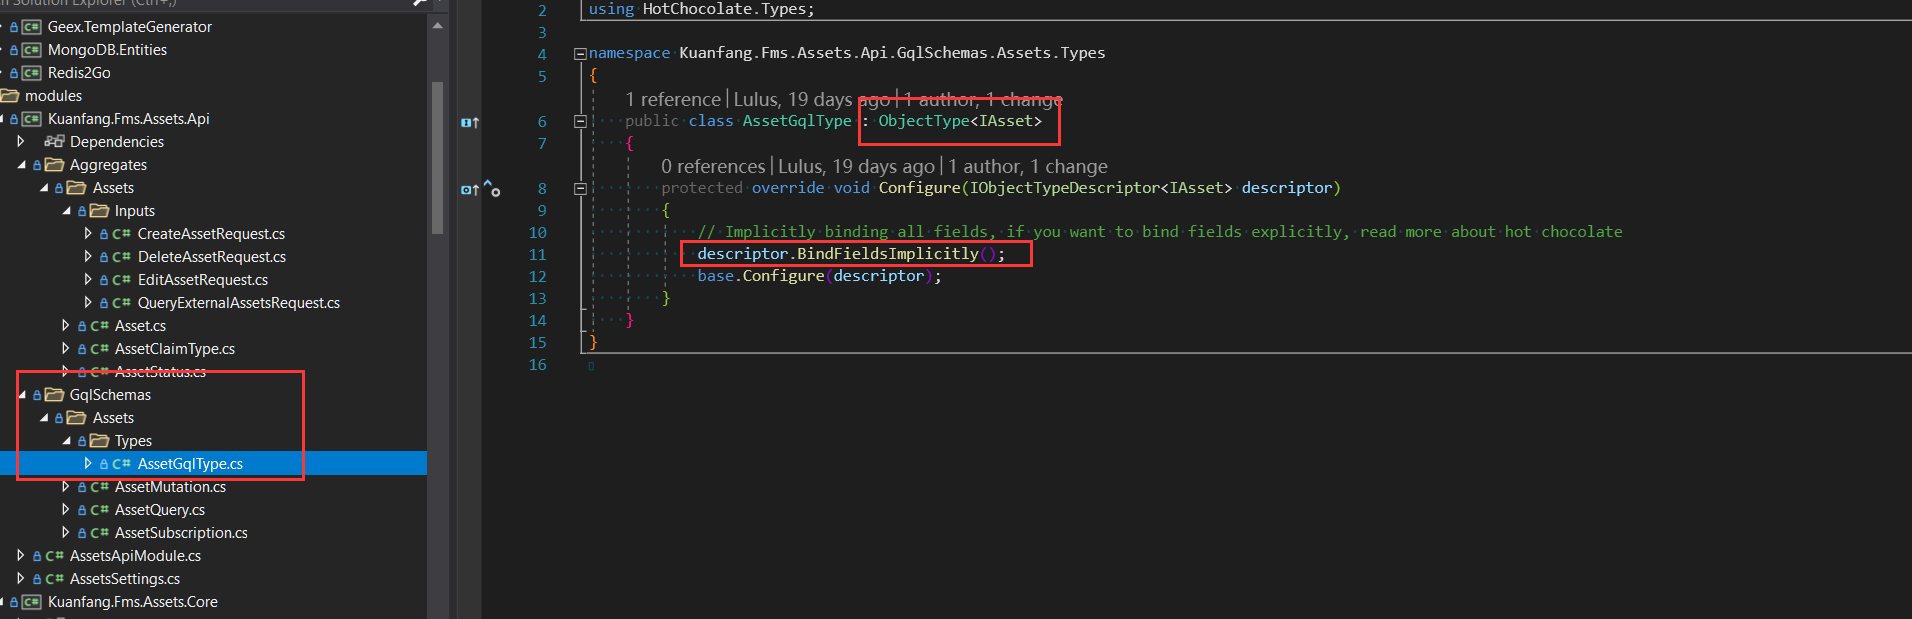 Solution Explorer (Ctrl+;)
Geex.TemplateGenerator
MongoDB.Entities
Redis2Go
modules
Kuanfang.Fms.Assets.Api
Dependencies
Aggregates
Assets
Inputs
CreateAssetRequest.cs
DeleteAssetRequest.cs
EditAssetRequest.cs
QueryExternalAssetsRequest.cs
Asset.cs
AssetClaimType.cs
AssetStatus.cs
GqlSchemas
Assets
Types
AssetGqlType.cs
AssetMutation.cs
AssetQuery.cs
AssetSubscription.cs
AssetsApiModule.cs
AssetsSettings.cs
Kuanfang.Fms.Assets.Core
2 using HotChocolate.Types;
3
4 namespace Kuanfang.Fms.Assets.Api.GqlSchemas.Assets.Types
5 {
1 reference | Lulus, 19 days ago | 1 author, 1 change
6 public class AssetGqlType : ObjectType<IAsset>
7 {
0 references | Lulus, 19 days ago | 1 author, 1 change
8 protected override void Configure(IObjectTypeDescriptor<IAsset> descriptor)
9 {
10 // Implicitly binding all fields, if you want to bind fields explicitly, read more about hot chocolate
11 descriptor.BindFieldsImplicitly();
12 base.Configure(descriptor);
13 }
14 }
15 }
16